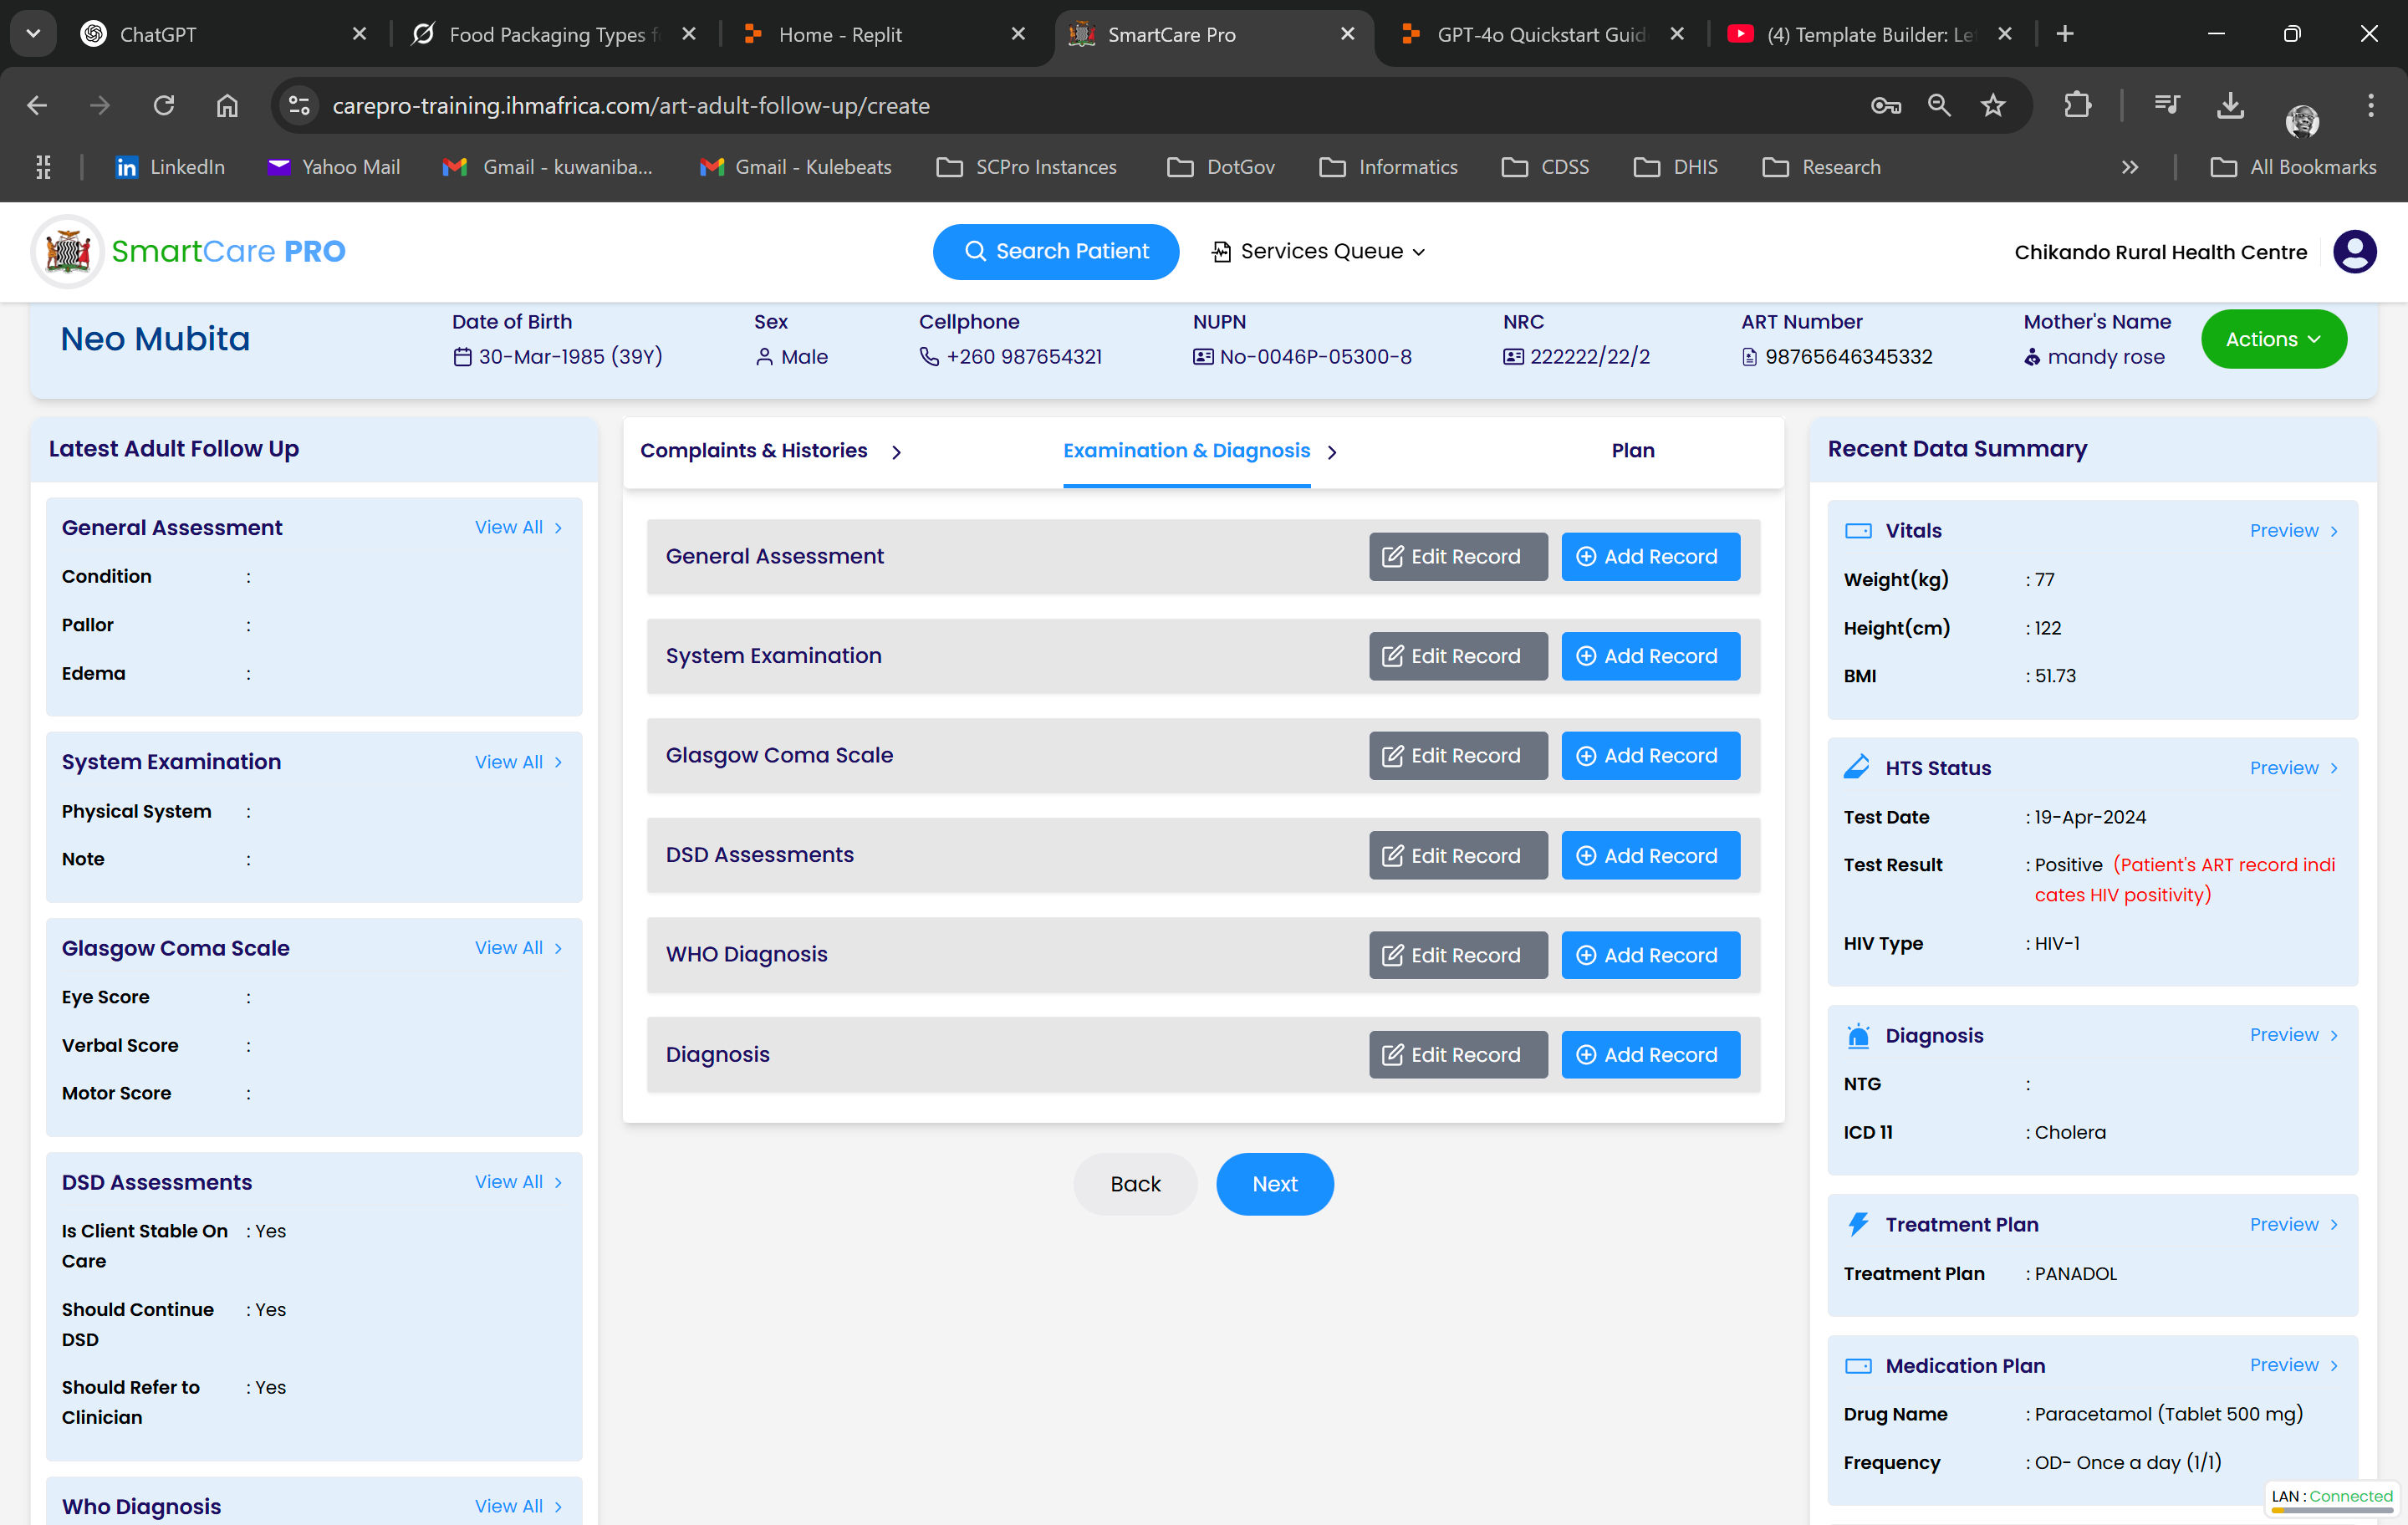 ChatGPT
Food Packaging Types f
Home - Replit
SmartCare Pro
GPT-4o Quickstart Guid
(4) Template Builder: Le
carepro-training.ihmafrica.com/art-adult-follow-up/create
LinkedIn
Yahoo Mail
Gmail - kuwaniba...
Gmail - Kulebeats
SCPro Instances
DotGov
Informatics
CDSS
DHIS
Research
All Bookmarks
SmartCare PRO
Search Patient
Services Queue
Chikando Rural Health Centre
Neo Mubita
Date of Birth
30-Mar-1985 (39Y)
Sex
Male
Cellphone
+260 987654321
NUPN
No-0046P-05300-8
NRC
222222/22/2
ART Number
98765646345332
Mother's Name
mandy rose
Actions
Latest Adult Follow Up
General Assessment View All
Condition :
Pallor :
Edema :
System Examination View All
Physical System :
Note :
Glasgow Coma Scale View All
Eye Score :
Verbal Score :
Motor Score :
DSD Assessments View All
Is Client Stable On : Yes
Care
Should Continue : Yes
DSD
Should Refer to : Yes
Clinician
Who Diagnosis View All
Complaints & Histories
Examination & Diagnosis
Plan
General Assessment Edit Record Add Record
System Examination Edit Record Add Record
Glasgow Coma Scale Edit Record Add Record
DSD Assessments Edit Record Add Record
WHO Diagnosis Edit Record Add Record
Diagnosis Edit Record Add Record
Back
Next
Recent Data Summary
Vitals Preview
Weight(kg) : 77
Height(cm) : 122
BMI : 51.73
HTS Status Preview
Test Date : 19-Apr-2024
Test Result : Positive (Patient's ART record indi
cates HIV positivity)
HIV Type : HIV-1
Diagnosis Preview
NTG :
ICD 11 : Cholera
Treatment Plan Preview
Treatment Plan : PANADOL
Medication Plan Preview
Drug Name : Paracetamol (Tablet 500 mg)
Frequency : OD- Once a day (1/1)
LAN : Connected